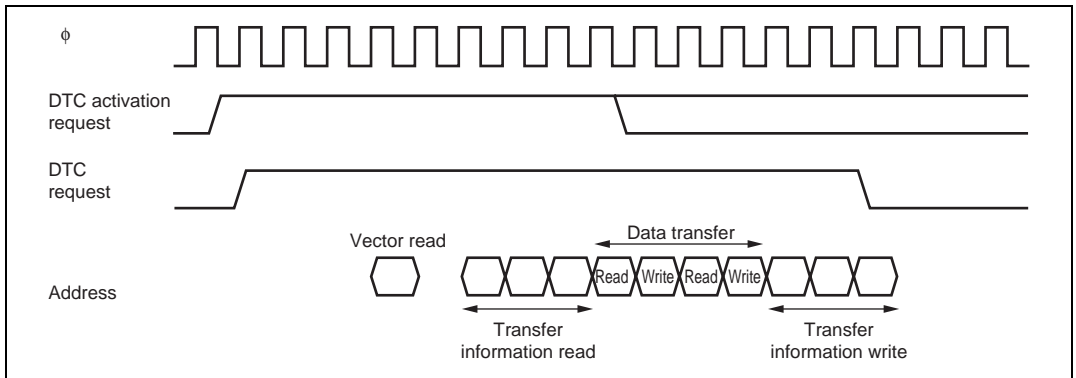 ϕ
DTC activation
request
DTC
request
Vector read
Data transfer
Address
Read Write Read Write
Transfer
information read
Transfer
information write